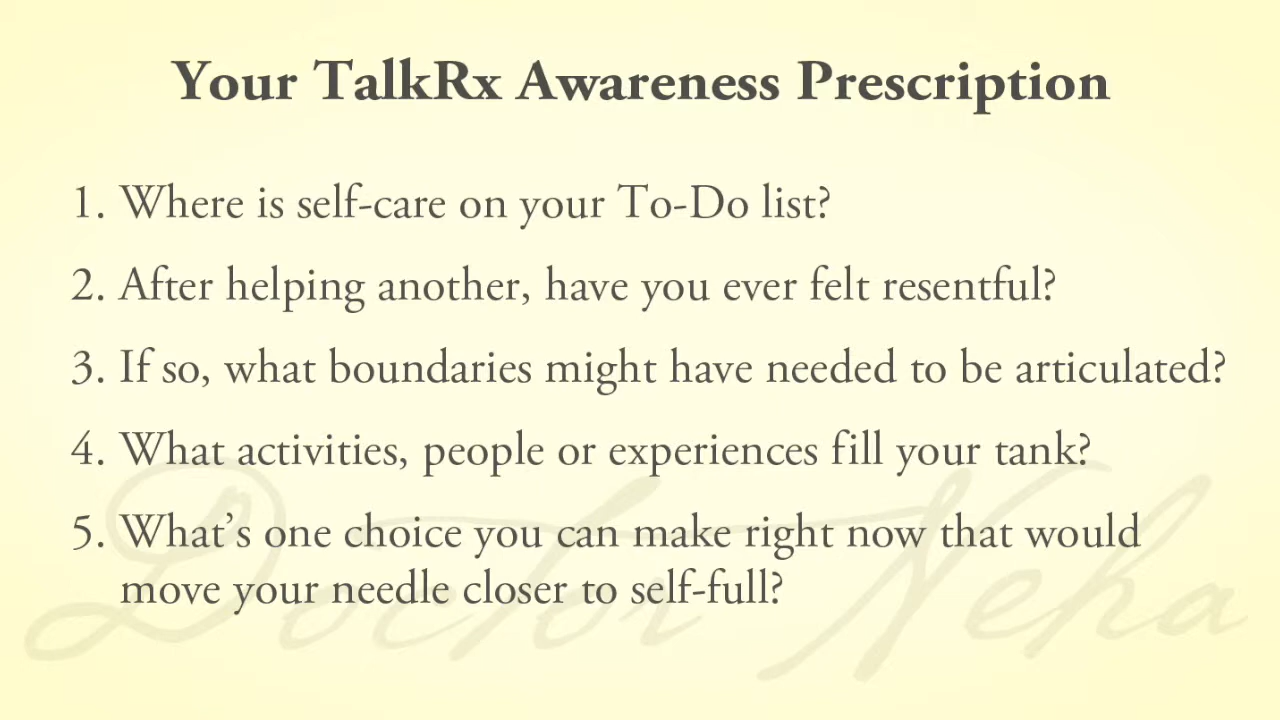 Your TalkRx Awareness Prescription
1. Where is self-care on your To-Do list?
2. After helping another, have you ever felt resentful?
3. If so, what boundaries might have needed to be articulated?
4. What activities, people or experiences fill your tank?
5. What’s one choice you can make right now that would
move your needle closer to self-full?
Doctor Neha